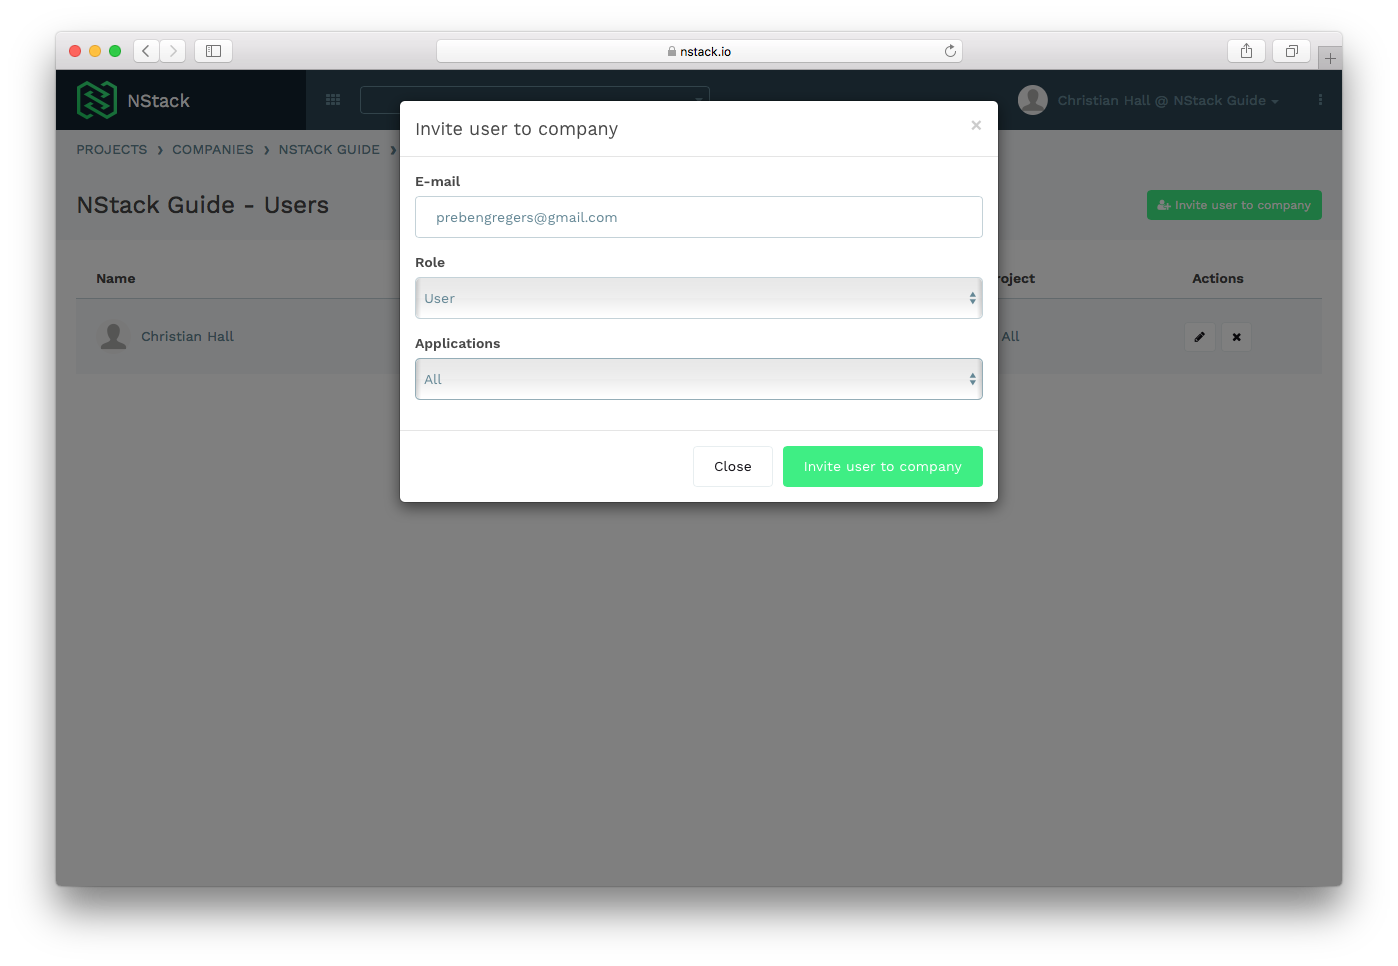 nstack.io
NStack
Christian Hall @ NStack Guide
PROJECTS › COMPANIES › NSTACK GUIDE ›
NStack Guide - Users
Invite user to company
Name
roject
Actions
Christian Hall
All
Invite user to company
×
E-mail
prebengregers@gmail.com
Role
User
Applications
All
Close
Invite user to company